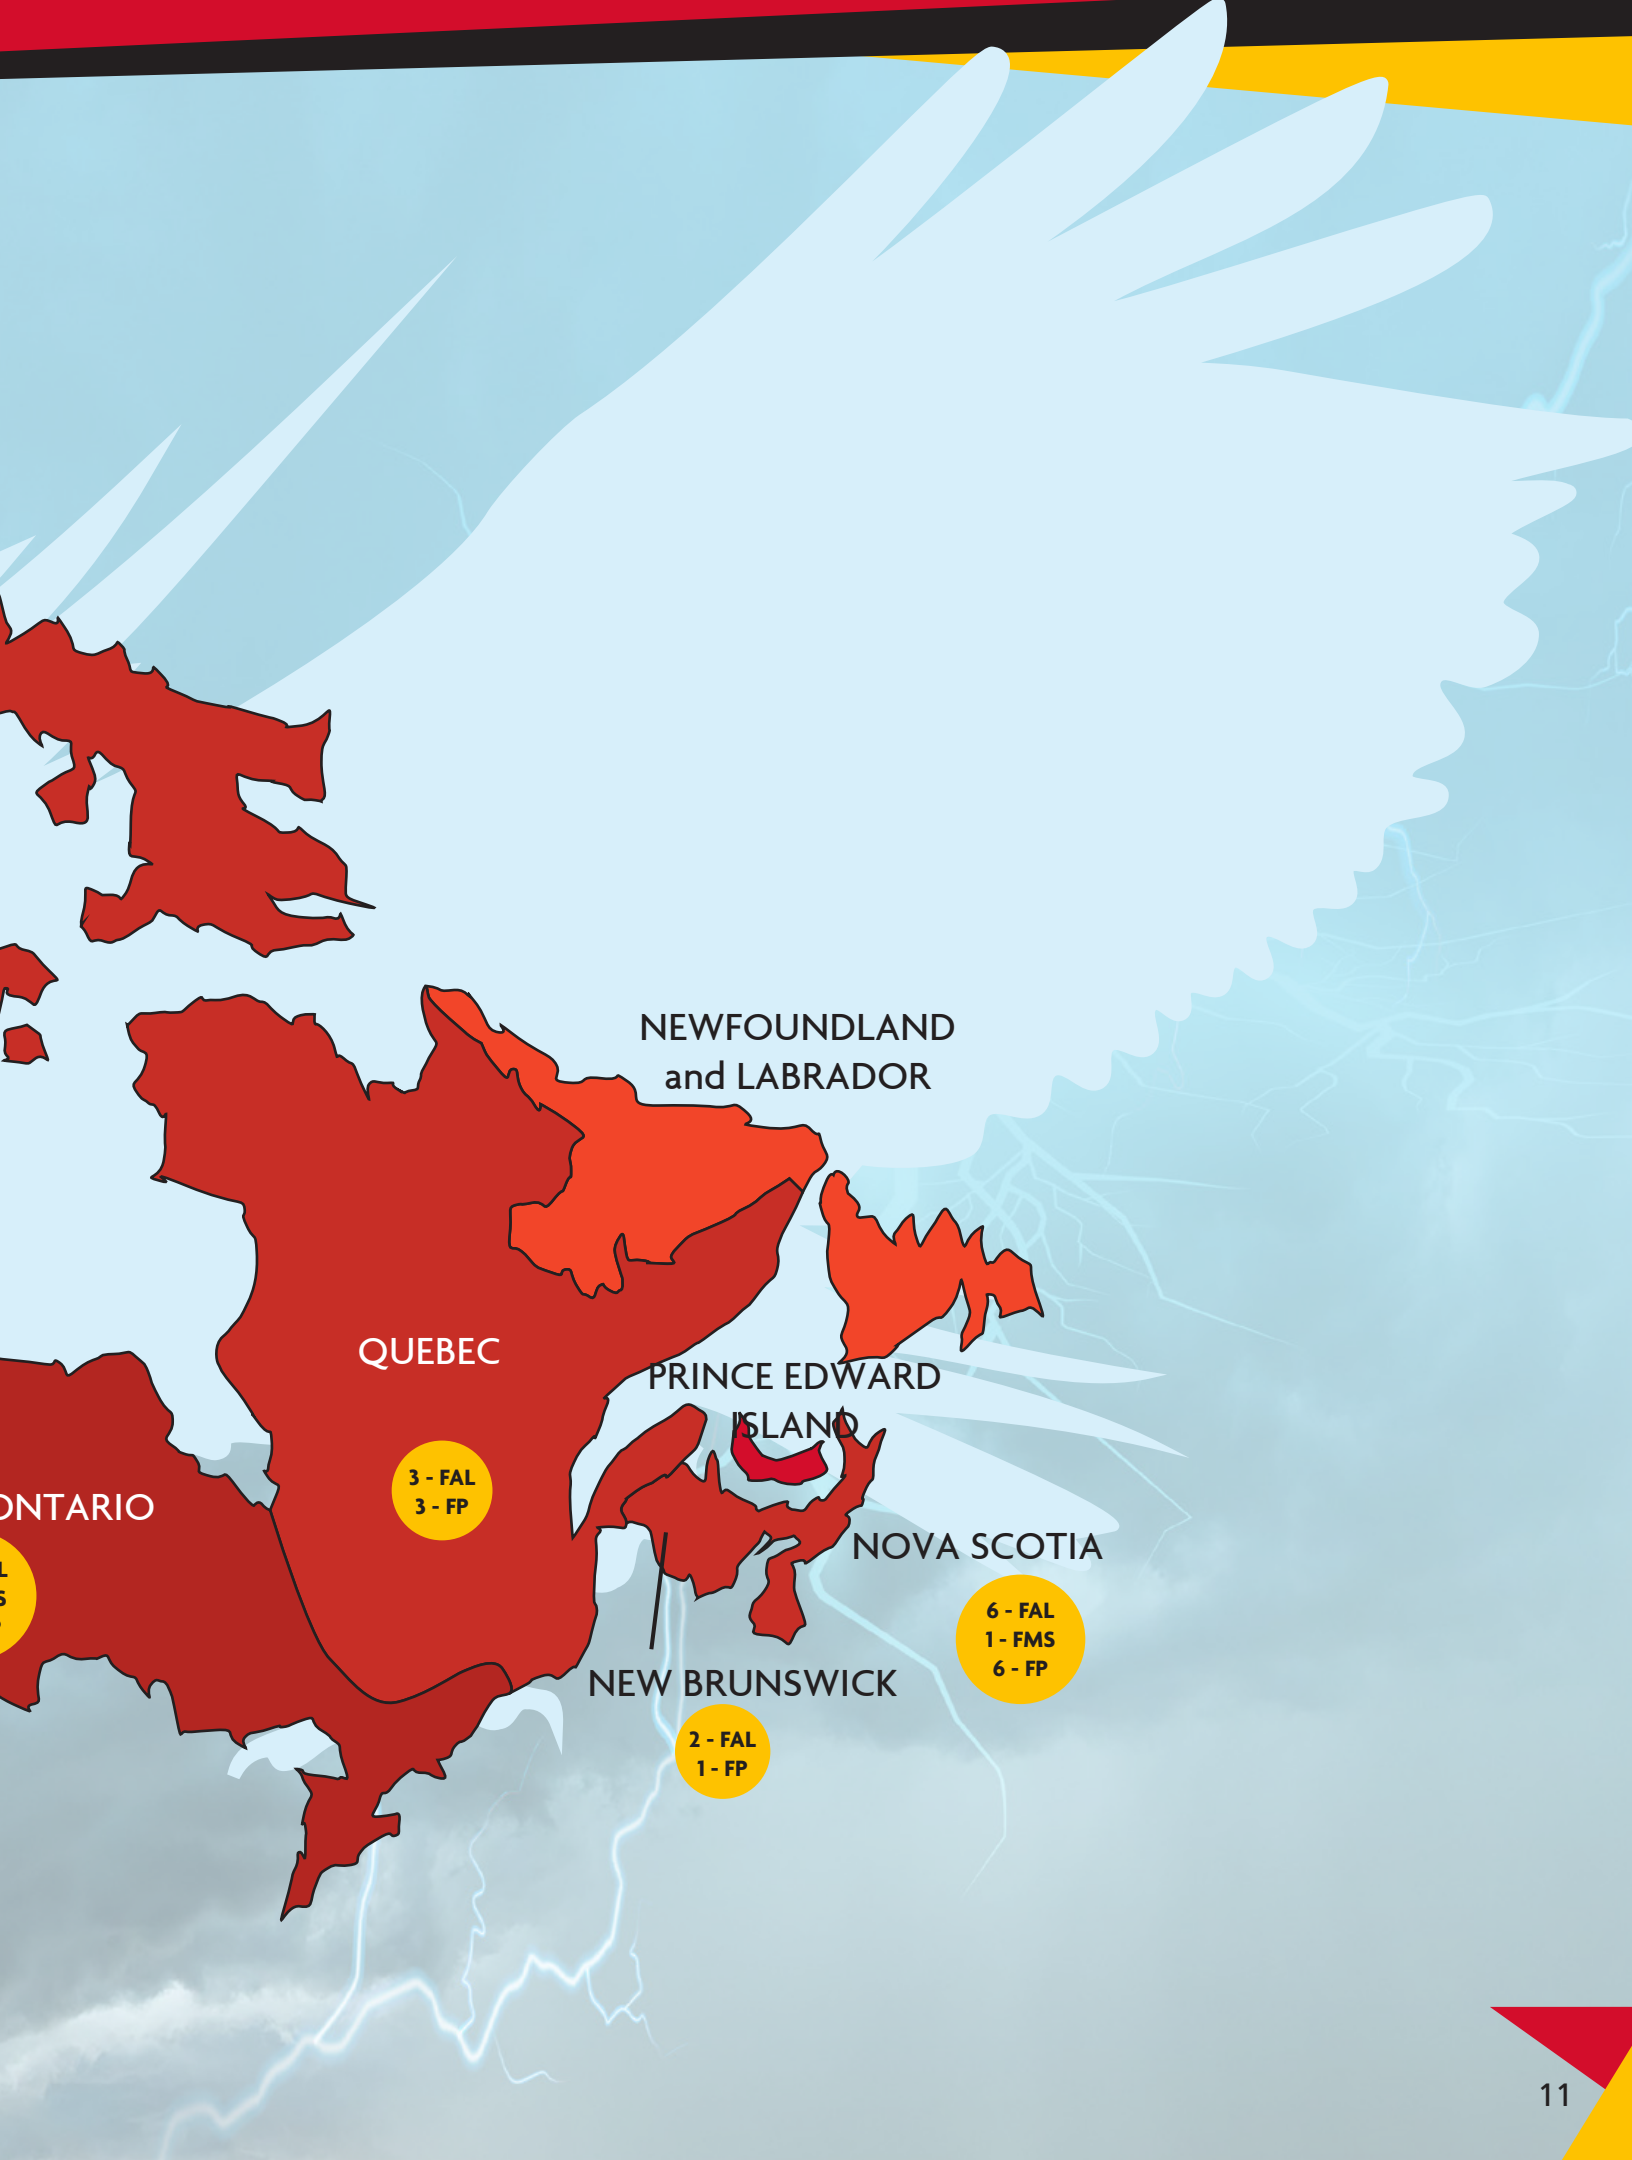 NEWFOUNDLAND
and LABRADOR
QUEBEC
3 - FAL
3 - FP
PRINCE EDWARD
ISLAND
ONTARIO
L
S
NOVA SCOTIA
6 - FAL
1 - FMS
6 - FP
NEW BRUNSWICK
2 - FAL
1 - FP
11